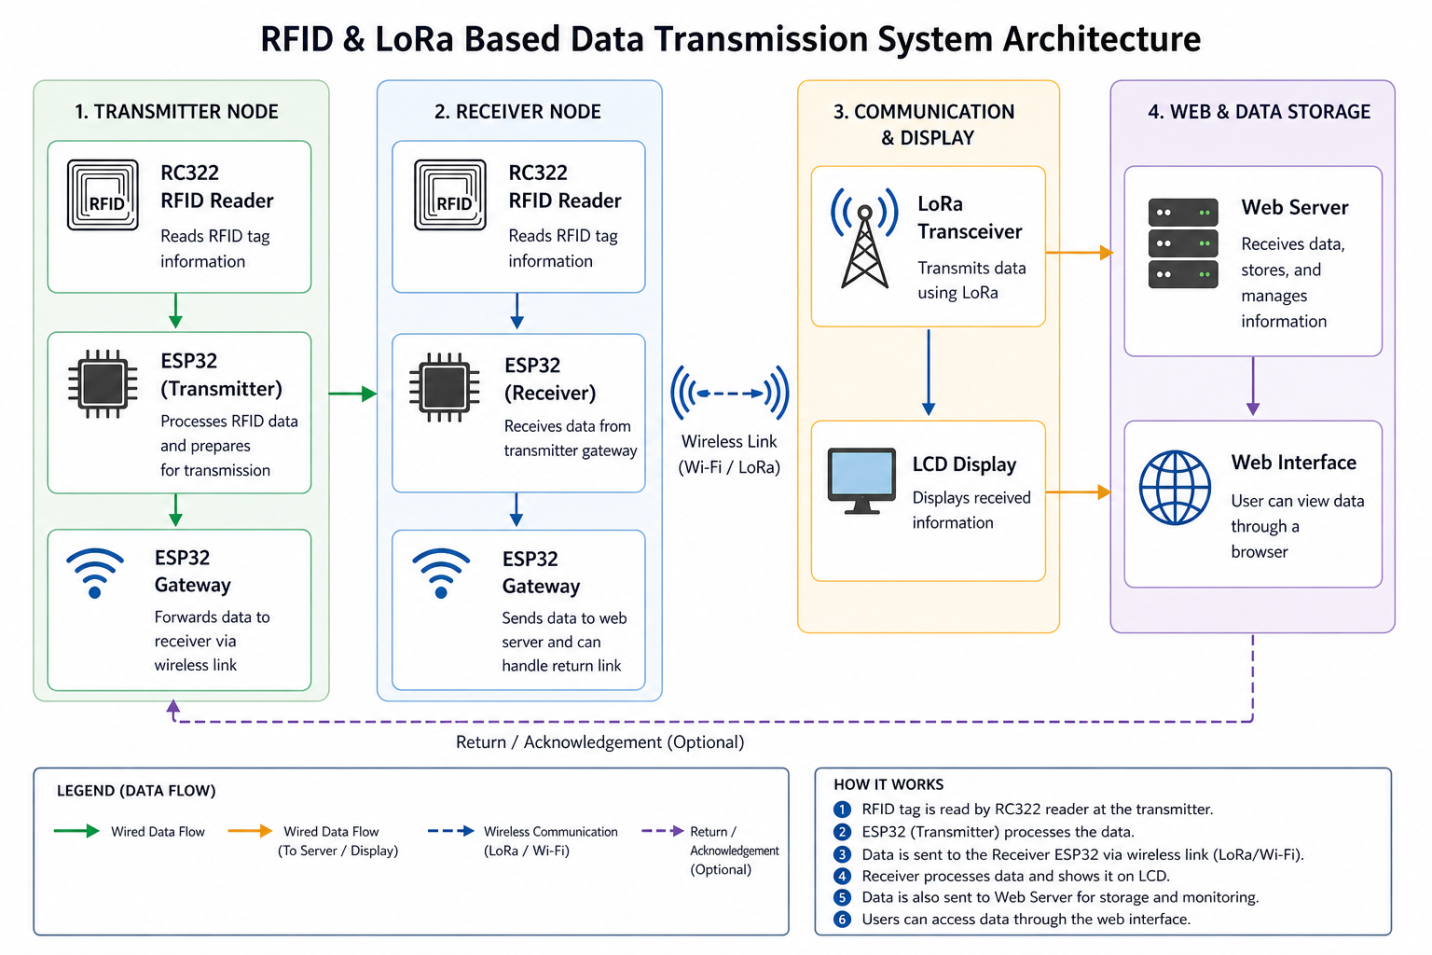 RFID & LoRa Based Data Transmission System Architecture
1. TRANSMITTER NODE
RC322
RFID Reader
RFID
Reads RFID tag
information
ESP32
(Transmitter)
Processes RFID data
and prepares
for transmission
ESP32
Gateway
Forwards data to
receiver via
wireless link
2. RECEIVER NODE
RC322
RFID Reader
RFID
Reads RFID tag
information
ESP32
(Receiver)
Receives data from
transmitter gateway
ESP32
Gateway
Sends data to web
server and can
handle return link
Wireless Link
(Wi-Fi / LoRa)
3. COMMUNICATION
& DISPLAY
LoRa
Transceiver
Transmits data
using LoRa
LCD Display
Displays received
information
4. WEB & DATA STORAGE
Web Server
Receives data,
stores, and
manages
information
Web Interface
User can view data
through a
browser
Return / Acknowledgement (Optional)
LEGEND (DATA FLOW)
Wired Data Flow
Wired Data Flow
(To Server / Display)
Wireless Communication
(LoRa / Wi-Fi)
Return /
Acknowledgement
(Optional)
HOW IT WORKS
1 RFID tag is read by RC322 reader at the transmitter.
2 ESP32 (Transmitter) processes the data.
3 Data is sent to the Receiver ESP32 via wireless link (LoRa/Wi-Fi).
4 Receiver processes data and shows it on LCD.
5 Data is also sent to Web Server for storage and monitoring.
6 Users can access data through the web interface.